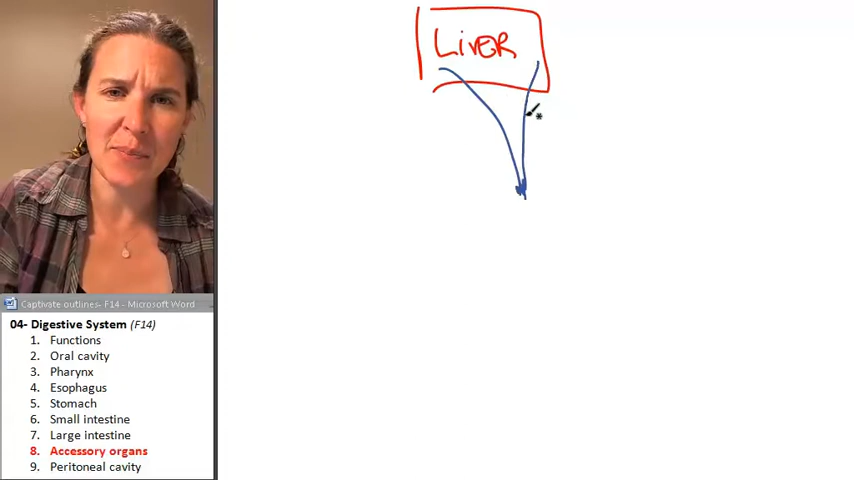 LIVER
Captivate outlines- F14 - Microsoft Word
04- Digestive System (F14)
1. Functions
2. Oral cavity
3. Pharynx
4. Esophagus
5. Stomach
6. Small intestine
7. Large intestine
8. Accessory organs
9. Peritoneal cavity